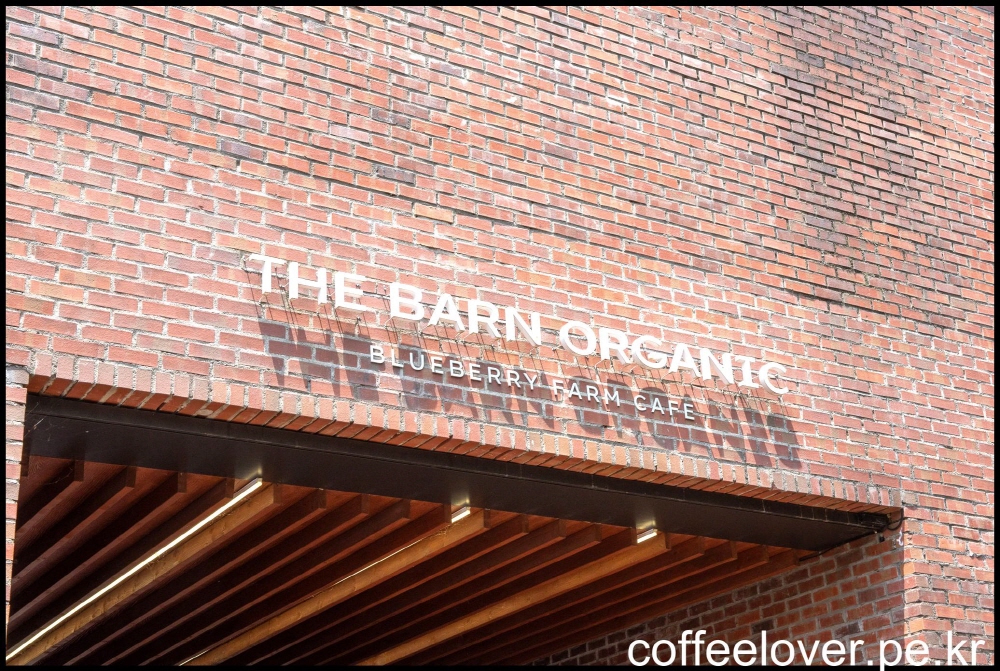 THE BARN ORGANIC
BLUEBERRY FARM CAFE
coffeelover.pe.kr